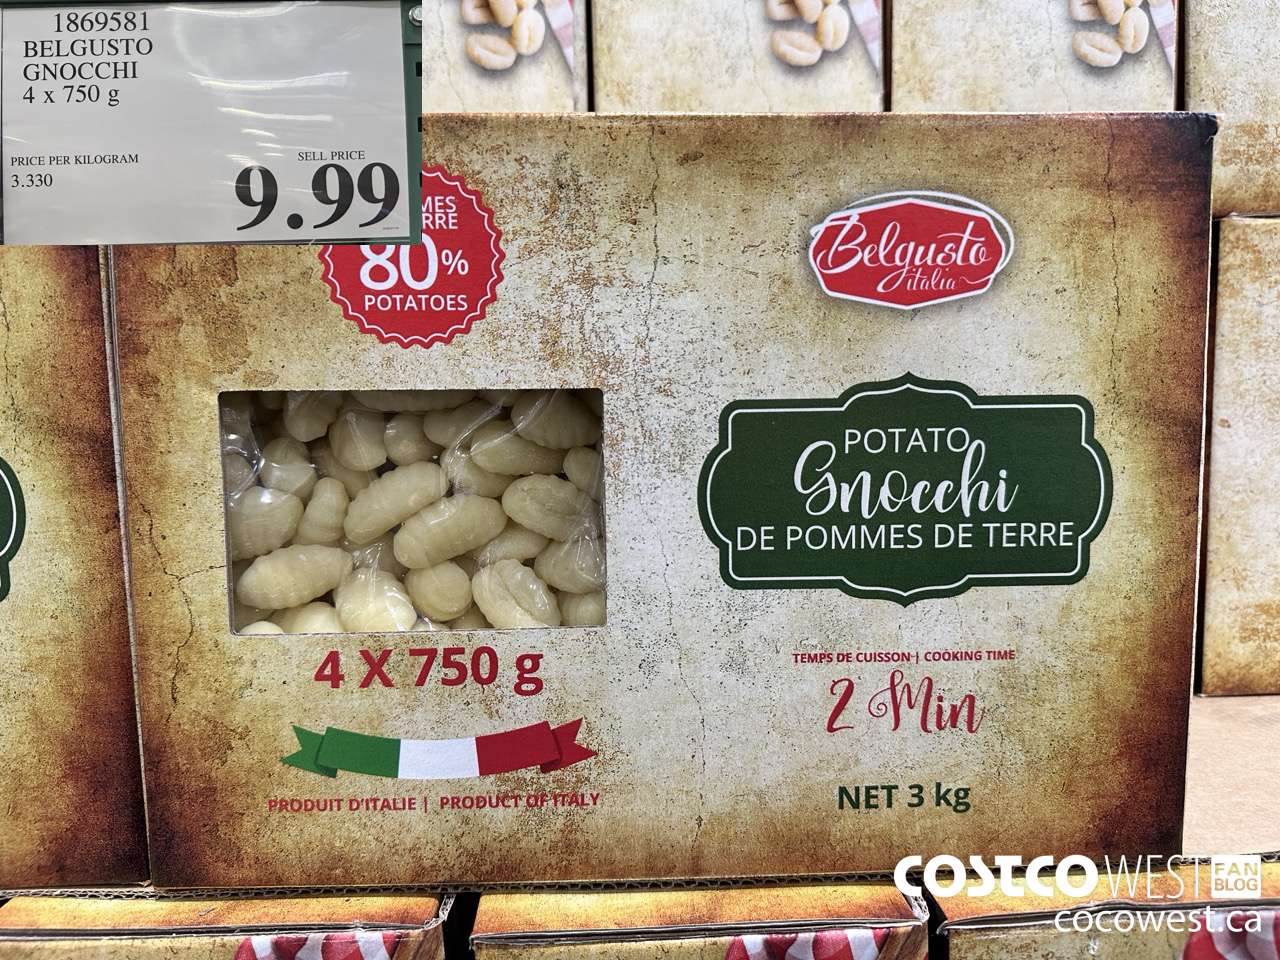 1869581
BELGUSTO
GNOCCHI
4 x 750 g
PRICE PER KILOGRAM
3.330
SELL PRICE
9.99
80%
POTATOES
Belgusto
italia
POTATO
Gnocchi
DE POMMES DE TERRE
4 X 750 g
TEMPS DE CUISSON | COOKING TIME
2 Min
PRODUIT D'ITALIE | PRODUCT OF ITALY
NET 3 kg
COSTCO WEST FAN
BLOG
cocowest.ca